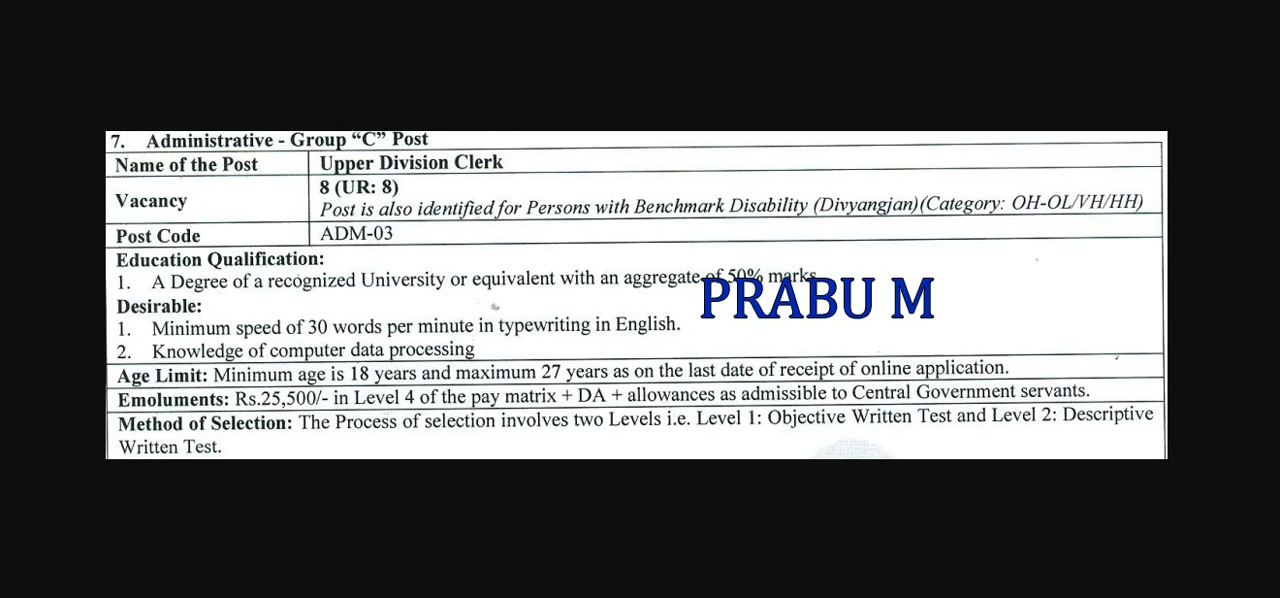 7. Administrative - Group “C” Post
Name of the Post Upper Division Clerk
Vacancy 8 (UR: 8)
Post is also identified for Persons with Benchmark Disability (Divyangjan)(Category: OH-OL/VH/HH)
Post Code ADM-03
Education Qualification:
1. A Degree of a recognized University or equivalent with an aggregate of 50% marks
PRABU M
Desirable:
1. Minimum speed of 30 words per minute in typewriting in English.
2. Knowledge of computer data processing
Age Limit: Minimum age is 18 years and maximum 27 years as on the last date of receipt of online application.
Emoluments: Rs.25,500/- in Level 4 of the pay matrix + DA + allowances as admissible to Central Government servants.
Method of Selection: The Process of selection involves two Levels i.e. Level 1: Objective Written Test and Level 2: Descriptive
Written Test.